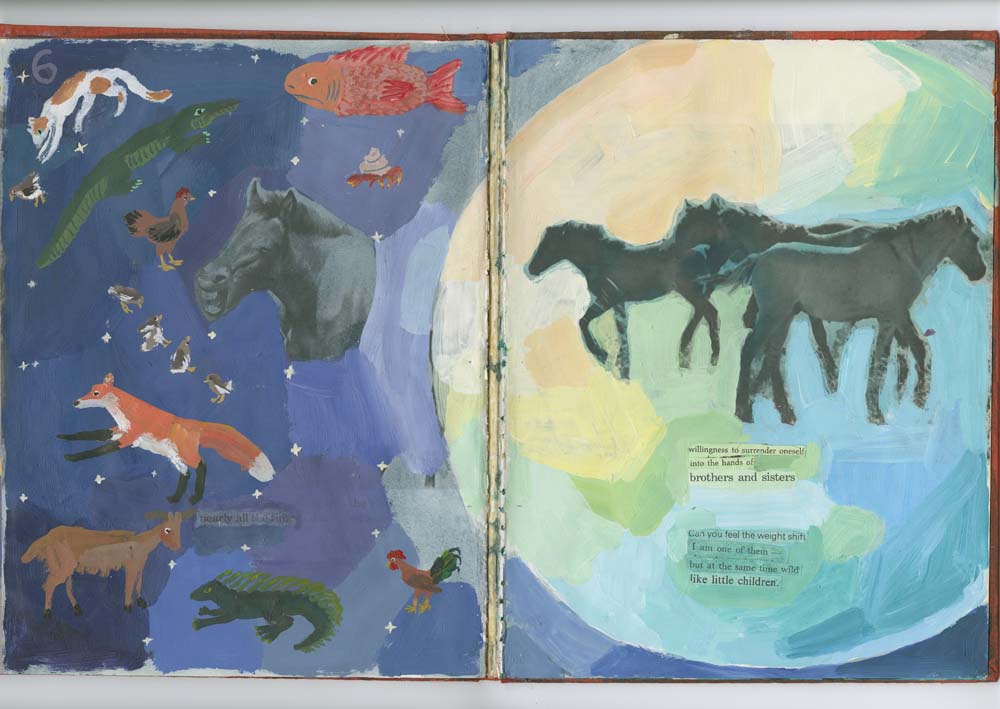 6
nearly all the time
willingness to surrender oneself
into the hands of
brothers and sisters
Can you feel the weight shift
I am one of them —
but at the same time wild
like little children.